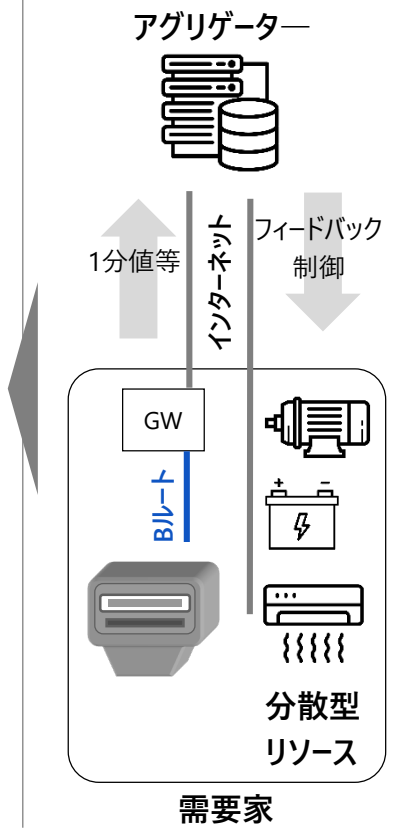 アグリゲーター
1分値等
インターネット
フィードバック
制御
GW
Bルート
分散型
リソース
需要家